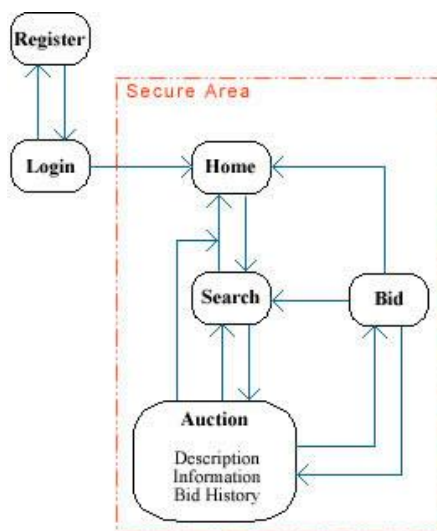 Register
Secure Area
Login
Home
Search
Bid
Auction
Description
Information
Bid History